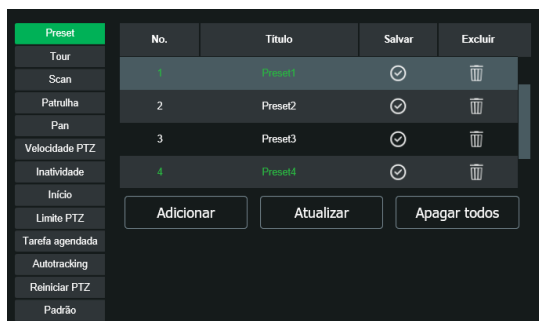 Preset
Tour
Scan
Patrulha
Pan
Velocidade PTZ
Inatividade
Início
Limite PTZ
Tarefa agendada
Autotracking
Reiniciar PTZ
Padrão
No. Título Salvar Excluir
1 Preset1
2 Preset2
3 Preset3
4 Preset4
Adicionar Atualizar Apagar todos